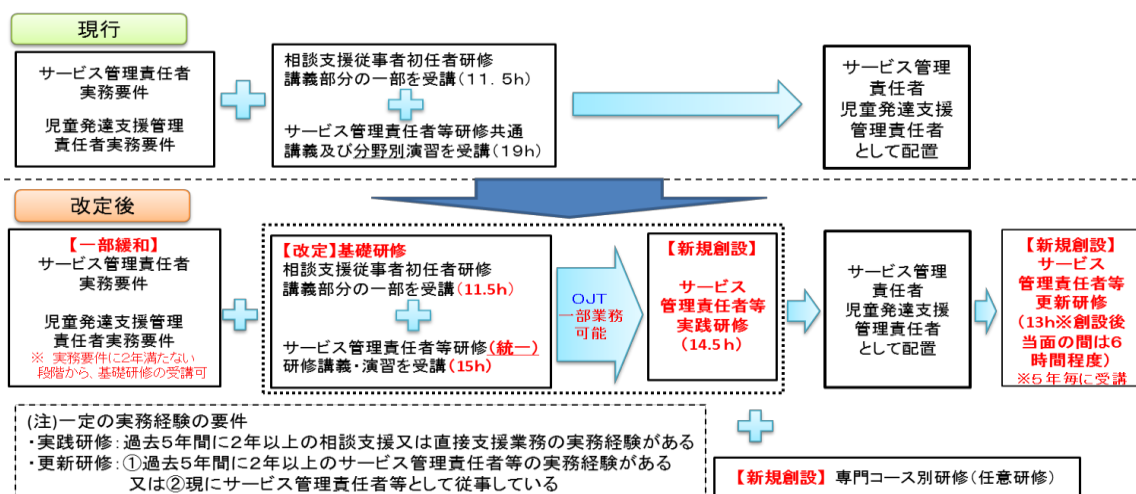 現行
サービス管理責任者
実務要件
児童発達支援管理
責任者実務要件
相談支援従事者初任者研修
講義部分の一部を受講(11.5h)
サービス管理責任者等研修共通
講義及び分野別演習を受講(19h)
サービス管理
責任者
児童発達支援
管理責任者
として配置
改定後
【一部緩和】
サービス管理責任者
実務要件
児童発達支援管理
責任者実務要件
※ 実務要件に2年満たない
段階から、基礎研修の受講可
【改定】基礎研修
相談支援従事者初任者研修
講義部分の一部を受講(11.5h)
サービス管理責任者等研修(統一)
研修講義・演習を受講(15h)
OJT
一部業務
可能
【新規創設】
サービス
管理責任者等
実践研修
(14.5h)
サービス管理
責任者
児童発達支援
管理責任者
として配置
【新規創設】
サービス
管理責任者等
更新研修
(13h※創設後
当面の間は6
時間程度)
※5年毎に受講
(注)一定の実務経験の要件
・実践研修:過去5年間に2年以上の相談支援又は直接支援業務の実務経験がある
・更新研修:①過去5年間に2年以上のサービス管理責任者等の実務経験がある
又は②現にサービス管理責任者等として従事している
【新規創設】専門コース別研修(任意研修)